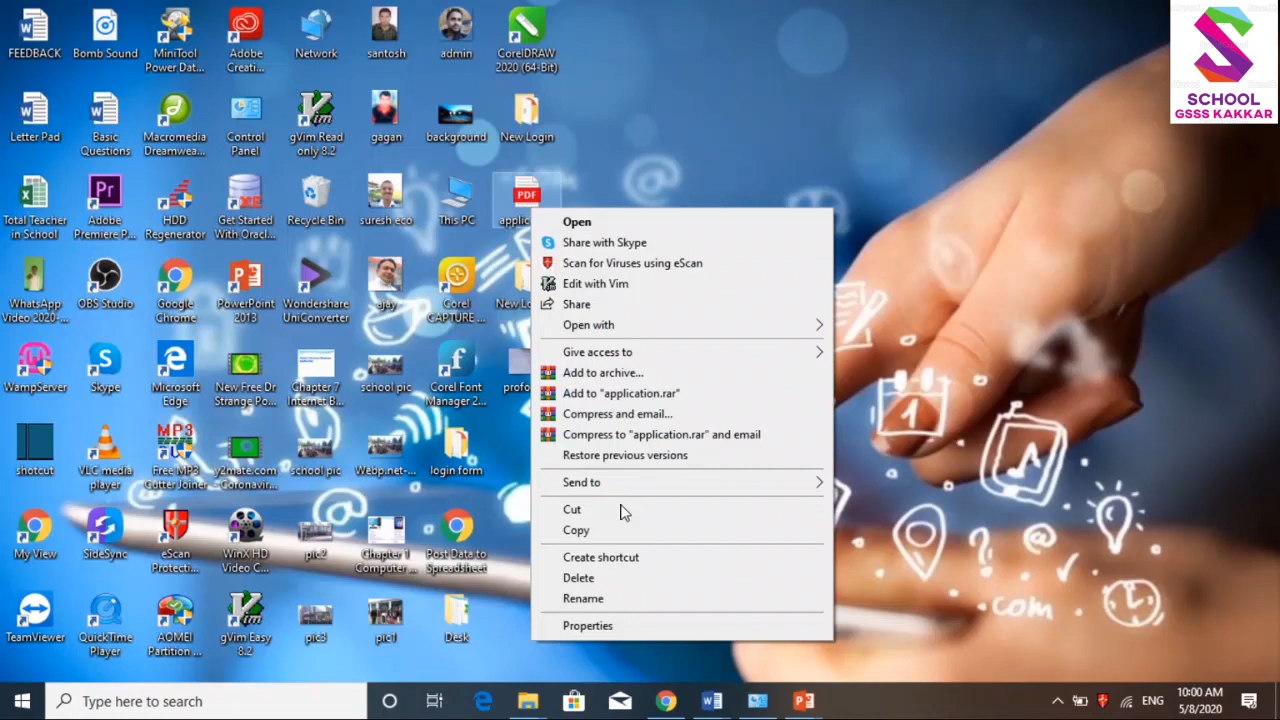 FEEDBACK
Bomb Sound
MiniTool
Power Dat...
Adobe
Creati...
Network
santosh
admin
CorelDRAW
2020 (64-Bit)
SCHOOL
GSSS KAKKAR
Letter Pad
Basic
Questions
Macromedia
Dreamwea...
Control
Panel
gVim Read
only 8.2
gagan
background
New Login
Total Teacher
in School
Adobe
Premiere P...
HDD
Regenerator
Get Started
With Oracl...
Recycle Bin
suresh eco
This PC
PDF
applic
WhatsApp
Video 2020-...
OBS Studio
Google
Chrome
PowerPoint
2013
Wondershare
UniConverter
ajay
Corel
CAPTURE ...
New Lo
WampServer
Skype
Microsoft
Edge
New Free Dr
Strange Po...
Chapter 7
Internet B...
school pic
Corel Font
Manager 2...
profo
shotcut
VLC media
player
Free MP3
Cutter Joiner
y2mate.com
- Coronavir...
school pic
Webp.net-...
login form
My View
SideSync
eScan
Protecti...
WinX HD
Video C...
pic2
Chapter 1
Computer ...
Post Data to
Spreadsheet
TeamViewer
QuickTime
Player
AOMEI
Partition ...
gVim Easy
8.2
pic3
pic1
Desk
Open
Share with Skype
Scan for Viruses using eScan
Edit with Vim
Share
Open with
Give access to
Add to archive...
Add to "application.rar"
Compress and email...
Compress to "application.rar" and email
Restore previous versions
Send to
Cut
Copy
Create shortcut
Delete
Rename
Properties
1
.com
Type here to search
ENG
10:00 AM
5/8/2020